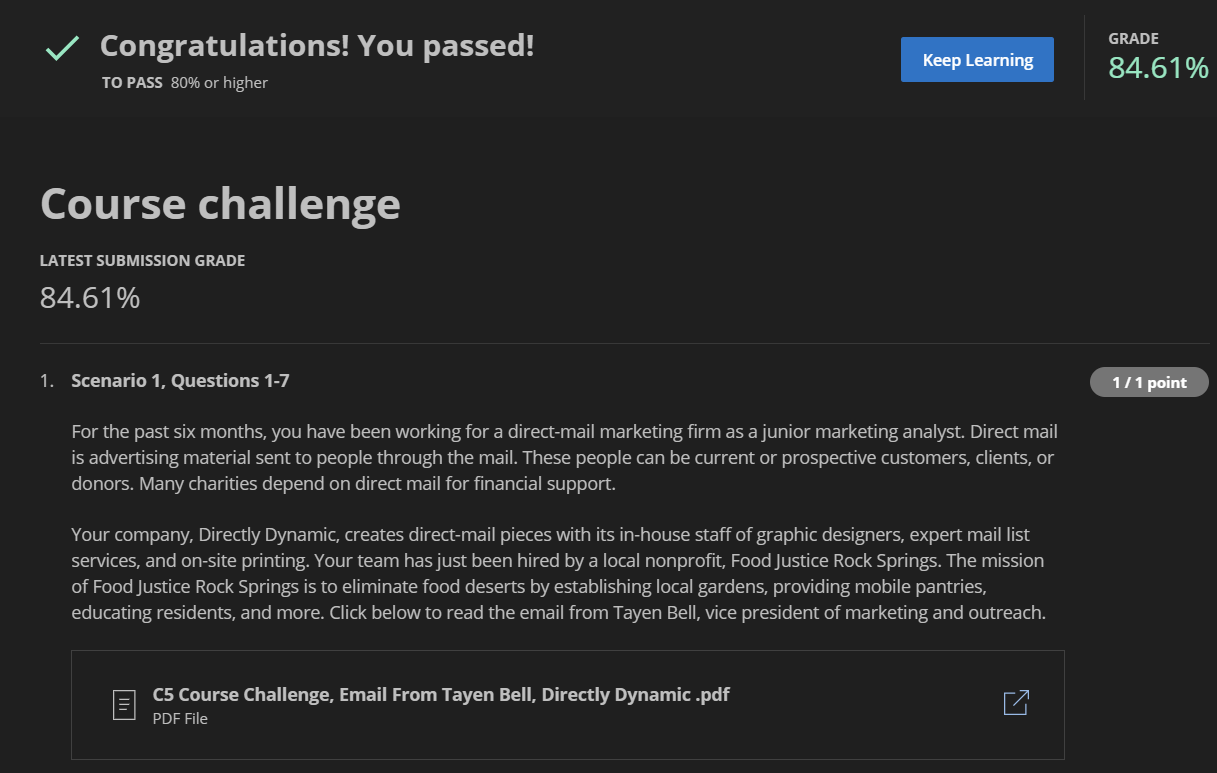 Congratulations! You passed!
TO PASS 80% or higher
Keep Learning
GRADE
84.61%
Course challenge
LATEST SUBMISSION GRADE
84.61%
1. Scenario 1, Questions 1-7
1 / 1 point
For the past six months, you have been working for a direct-mail marketing firm as a junior marketing analyst. Direct mail
is advertising material sent to people through the mail. These people can be current or prospective customers, clients, or
donors. Many charities depend on direct mail for financial support.
Your company, Directly Dynamic, creates direct-mail pieces with its in-house staff of graphic designers, expert mail list
services, and on-site printing. Your team has just been hired by a local nonprofit, Food Justice Rock Springs. The mission
of Food Justice Rock Springs is to eliminate food deserts by establishing local gardens, providing mobile pantries,
educating residents, and more. Click below to read the email from Tayen Bell, vice president of marketing and outreach.
C5 Course Challenge, Email From Tayen Bell, Directly Dynamic .pdf
PDF File